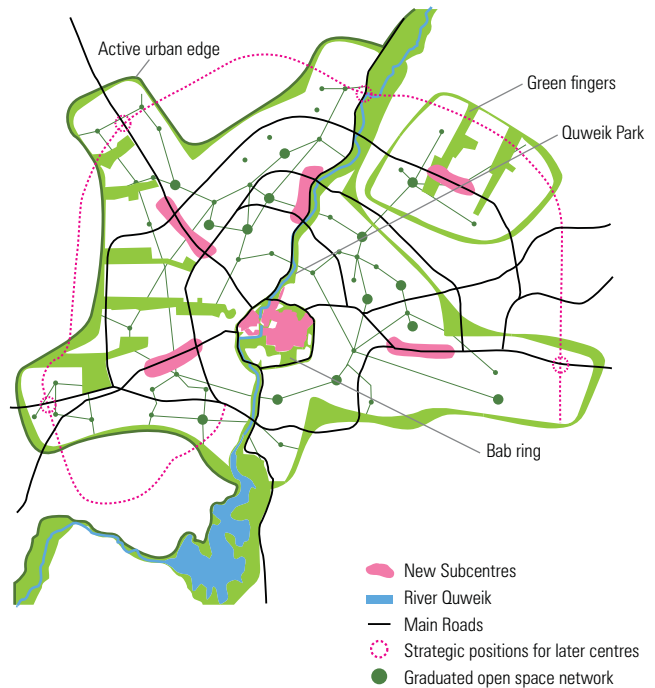 Active urban edge
Green fingers
Quweik Park
Bab ring
New Subcentres
River Quweik
Main Roads
Strategic positions for later centres
Graduated open space network